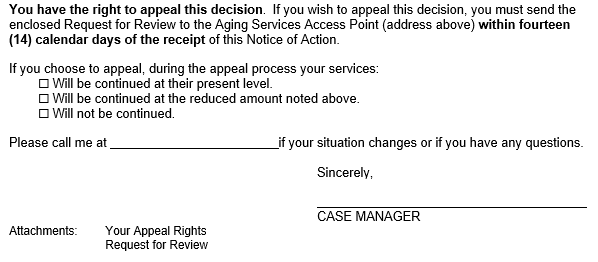 You have the right to appeal this decision. If you wish to appeal this decision, you must send the
enclosed Request for Review to the Aging Services Access Point (address above) within fourteen
(14) calendar days of the receipt of this Notice of Action.
If you choose to appeal, during the appeal process your services:
☐ Will be continued at their present level.
☐ Will be continued at the reduced amount noted above.
☐ Will not be continued.
Please call me at ________________________if your situation changes or if you have any questions.
Sincerely,
CASE MANAGER
Attachments: Your Appeal Rights
Request for Review